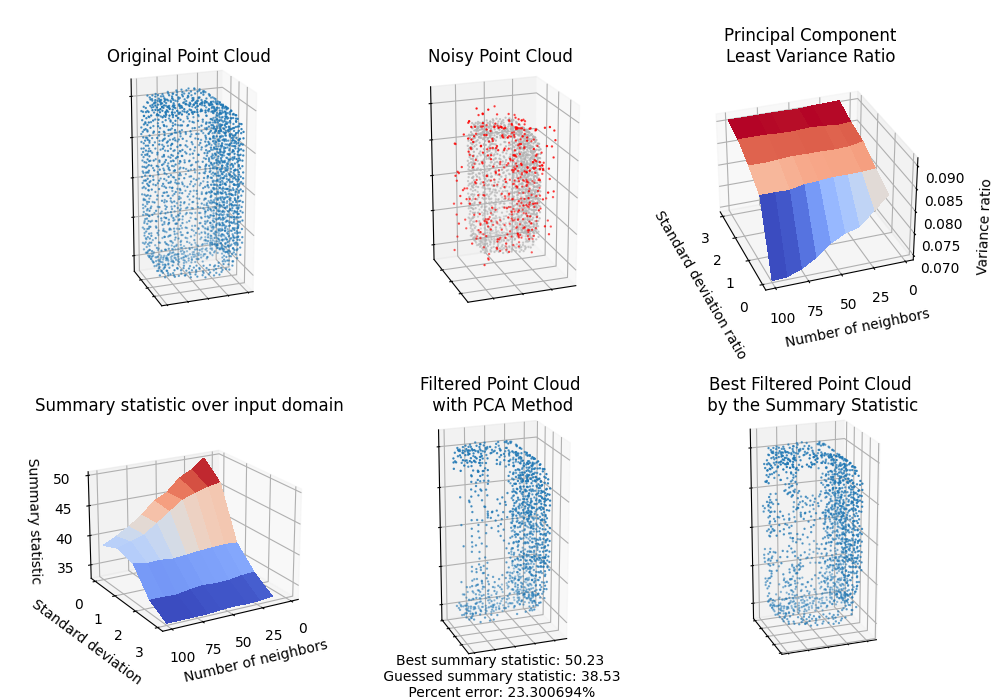 Original Point Cloud
Noisy Point Cloud
Principal Component
Least Variance Ratio
Standard deviation ratio
3
2
1
0
100
75
50
25
0
Number of neighbors
0.090
0.085
0.080
0.075
0.070
Variance ratio
Summary statistic over input domain
Summary statistic
50
45
40
35
Standard deviation
0
1
2
3
100
75
50
25
0
Number of neighbors
Filtered Point Cloud
with PCA Method
Best summary statistic: 50.23
Guessed summary statistic: 38.53
Percent error: 23.300694%
Best Filtered Point Cloud
by the Summary Statistic